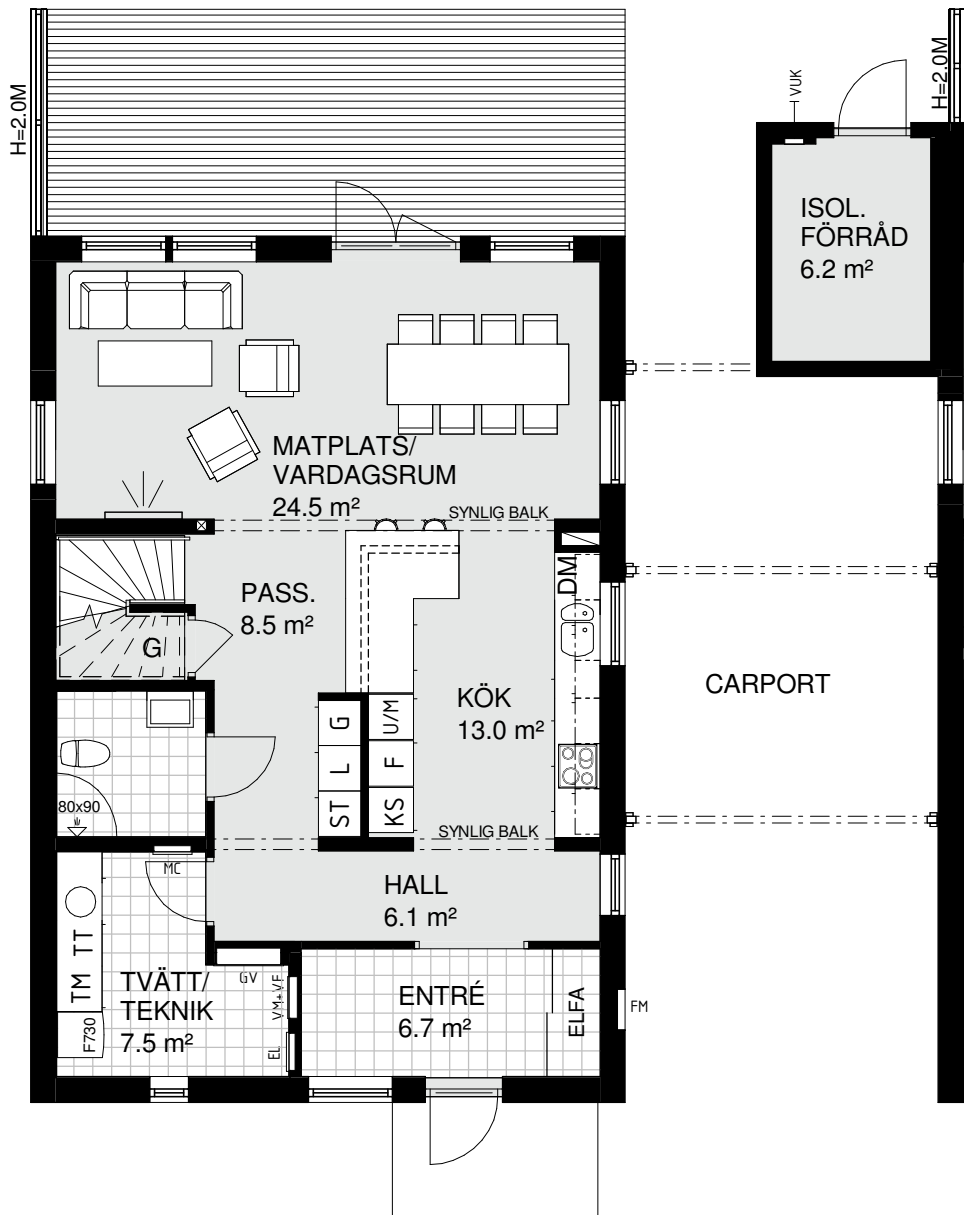 H=2.0M
VUK
H=2.0M
ISOL.
FÖRRÅD
6.2 m²
MATPLATS/
VARDAGSRUM
24.5 m²
SYNLIG BALK
DM
PASS.
8.5 m²
G
CARPORT
KÖK
13.0 m²
G
L
ST
U/M
F
KS
80x90
SYNLIG BALK
MC
HALL
6.1 m²
TM TT
GV
TVÄTT/
TEKNIK
7.5 m²
F730
VM+VF
EL
ENTRÉ
6.7 m²
ELFA
FM